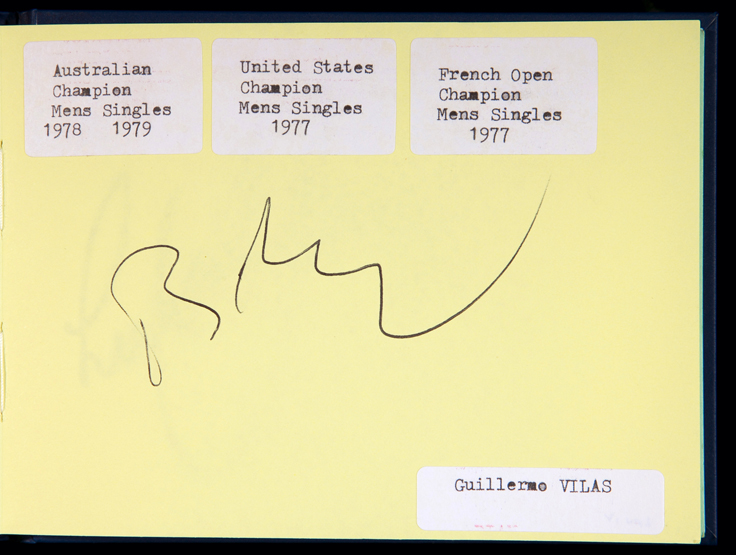 Australian
Champion
Mens Singles
1978 1979
United States
Champion
Mens Singles
1977
French Open
Champion
Mens Singles
1977
Guillermo VILAS